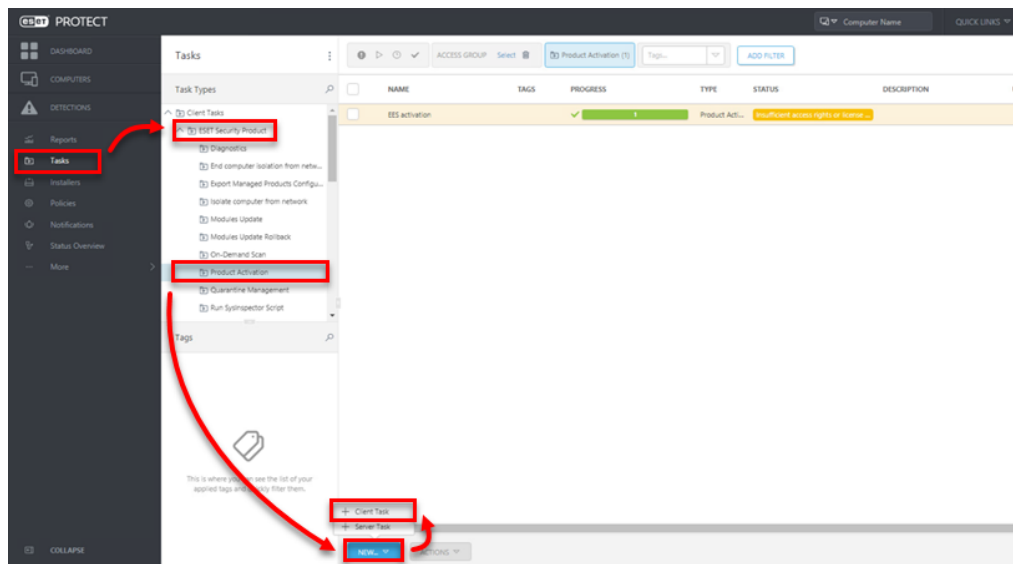 eset PROTECT
Computer Name
QUICK LINKS
DASHBOARD
COMPUTERS
DETECTIONS
Reports
Tasks
Installers
Policies
Notifications
Status Overview
More
COLLAPSE
Tasks
Task Types
Client Tasks
ESET Security Product
Diagnostics
End computer isolation from netw...
Export Managed Products Configu...
Isolate computer from network
Modules Update
Modules Update Rollback
On-Demand Scan
Product Activation
Quarantine Management
Run SysInspector Script
Tags
This is where you can see the list of your
applied tags and quickly filter them.
ACCESS GROUP Select
Product Activation (1)
Tags...
ADD FILTER
NAME TAGS PROGRESS TYPE STATUS DESCRIPTION
EES activation 1 Product Acti... Insufficient access rights or license ...
+ Client Task
+ Server Task
NEW...
ACTIONS